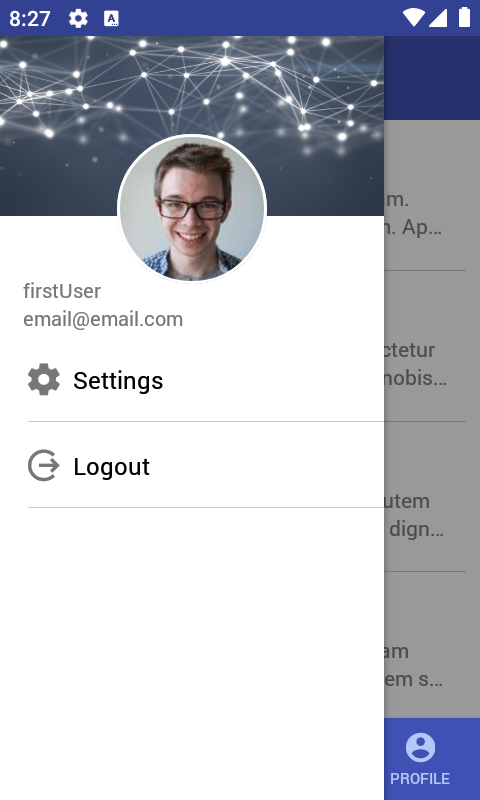 8:27
m.
n. Ap...
firstUser
email@email.com
ctetur
nobis...
Settings
Logout
utem
dign...
am
em s...
PROFILE